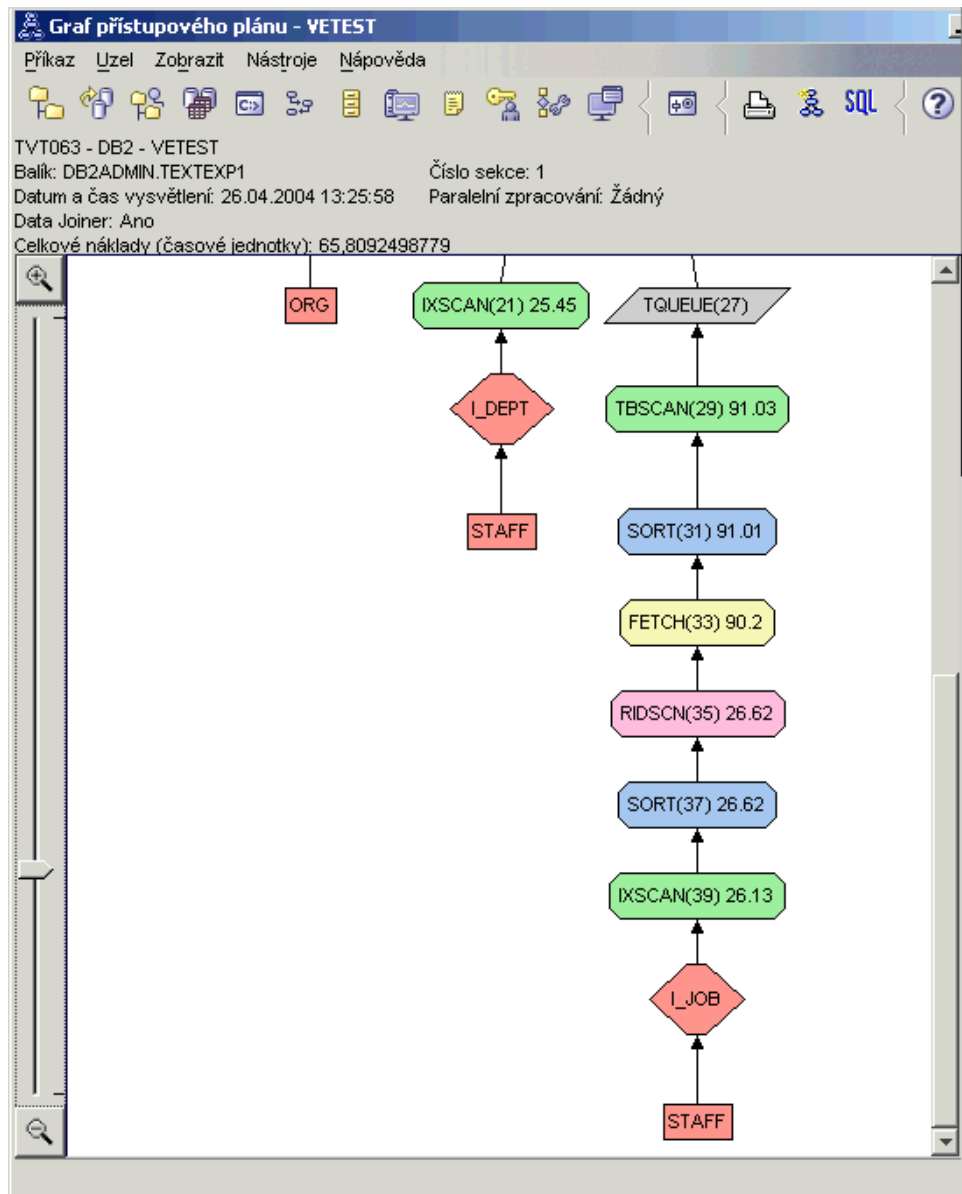 Graf přístupového plánu - VETEST
Příkaz Uzel Zobrazit Nástroje Nápověda
SQL
TVT063 - DB2 - VETEST
Balík: DB2ADMIN.TEXTEXP1 Číslo sekce: 1
Datum a čas vysvětlení: 26.04.2004 13:25:58 Paralelní zpracování: Žádný
Data Joiner: Ano
Celkové náklady (časové jednotky): 65,8092498779
ORG IXSCAN(21) 25.45 TQUEUE(27)
I_DEPT TBSCAN(29) 91.03
STAFF SORT(31) 91.01
FETCH(33) 90.2
RIDSCN(35) 26.62
SORT(37) 26.62
IXSCAN(39) 26.13
I_JOB
STAFF